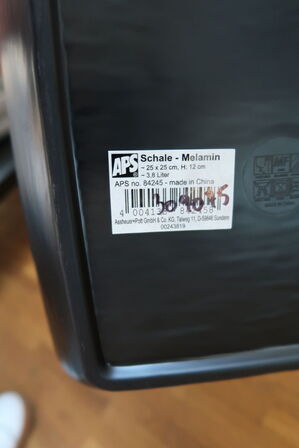 APS
Schale - Melamin
~ 25 x 25 cm, H: 12 cm
~ 3,8 Liter
APS no. 84245 - made in China
Assheuer+Pott GmbH & Co. KG, Talweg 11, D-59846 Sundern
00243819